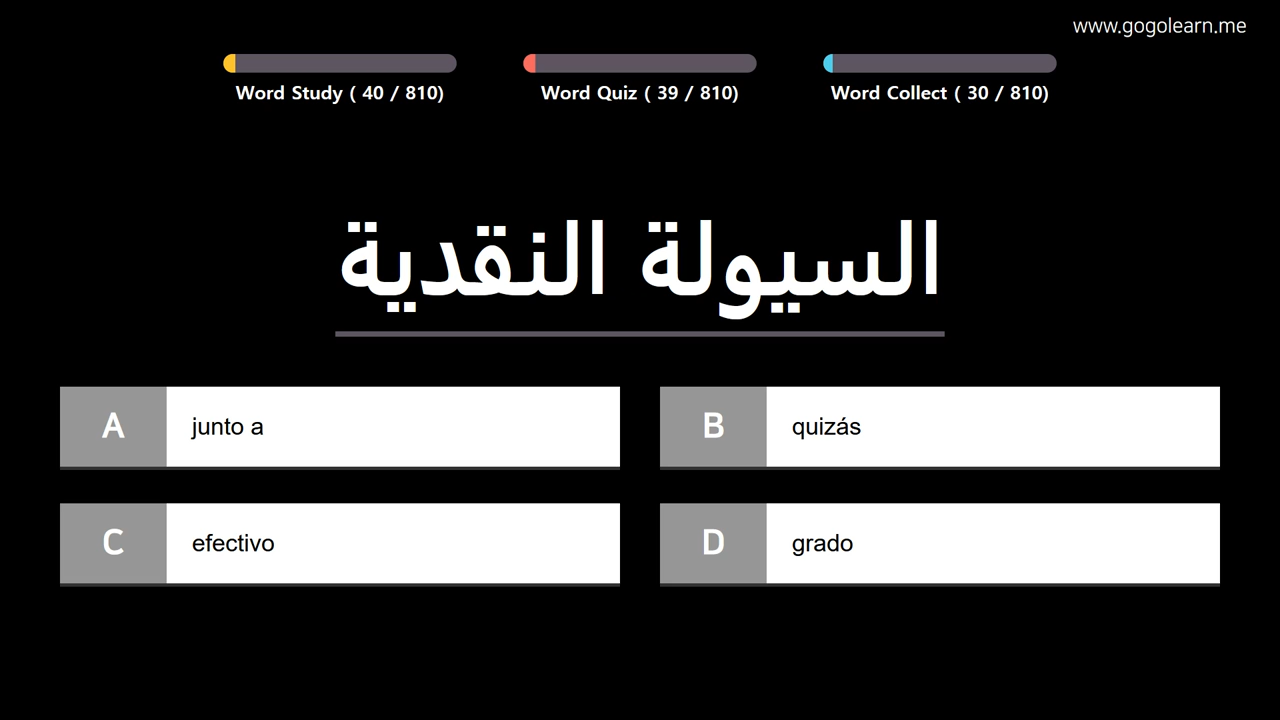 www.gogolearn.me
Word Study ( 40 / 810)
Word Quiz ( 39 / 810)
Word Collect ( 30 / 810)
السيولة النقدية
A junto a
B quizás
C efectivo
D grado